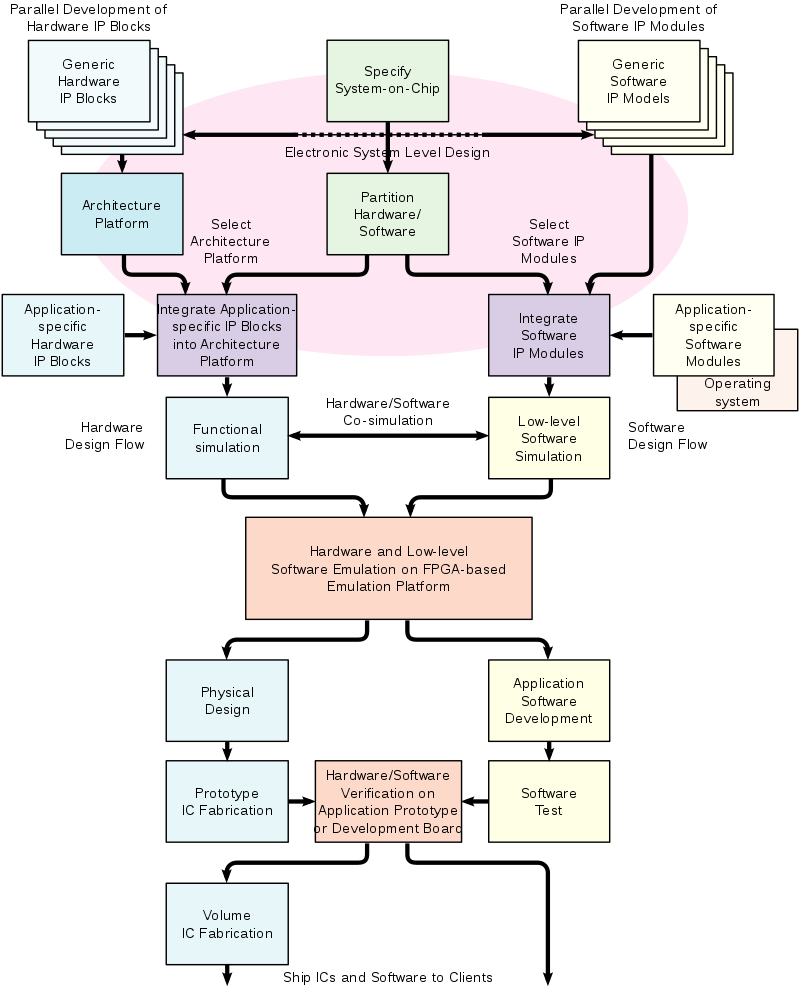 Parallel Development of
Hardware IP Blocks
Parallel Development of
Software IP Modules
Generic
Hardware
IP Blocks
Specify
System-on-Chip
Generic
Software
IP Models
Electronic System Level Design
Architecture
Platform
Select
Architecture
Platform
Partition
Hardware/
Software
Select
Software IP
Modules
Application-
specific
Hardware
IP Blocks
Integrate Application-
specific IP Blocks
into Architecture
Platform
Integrate
Software
IP Modules
Application-
specific
Software
Modules
Operating
system
Hardware
Design Flow
Functional
simulation
Hardware/Software
Co-simulation
Low-level
Software
Simulation
Software
Design Flow
Hardware and Low-level
Software Emulation on FPGA-based
Emulation Platform
Physical
Design
Application
Software
Development
Prototype
IC Fabrication
Hardware/Software
Verification on
Application Prototype
or Development Board
Software
Test
Volume
IC Fabrication
Ship ICs and Software to Clients